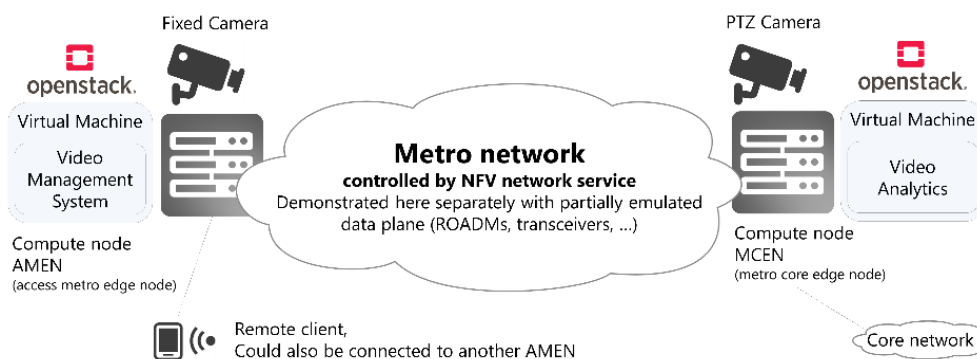 Fixed Camera
openstack.
Virtual Machine
Video
Management
System
Compute node
AMEN
(access metro edge node)
Metro network
controlled by NFV network service
Demonstrated here separately with partially emulated
data plane (ROADMs, transceivers, ...)
PTZ Camera
openstack.
Virtual Machine
Video
Analytics
Compute node
MCEN
(metro core edge node)
Remote client,
Could also be connected to another AMEN
Core network